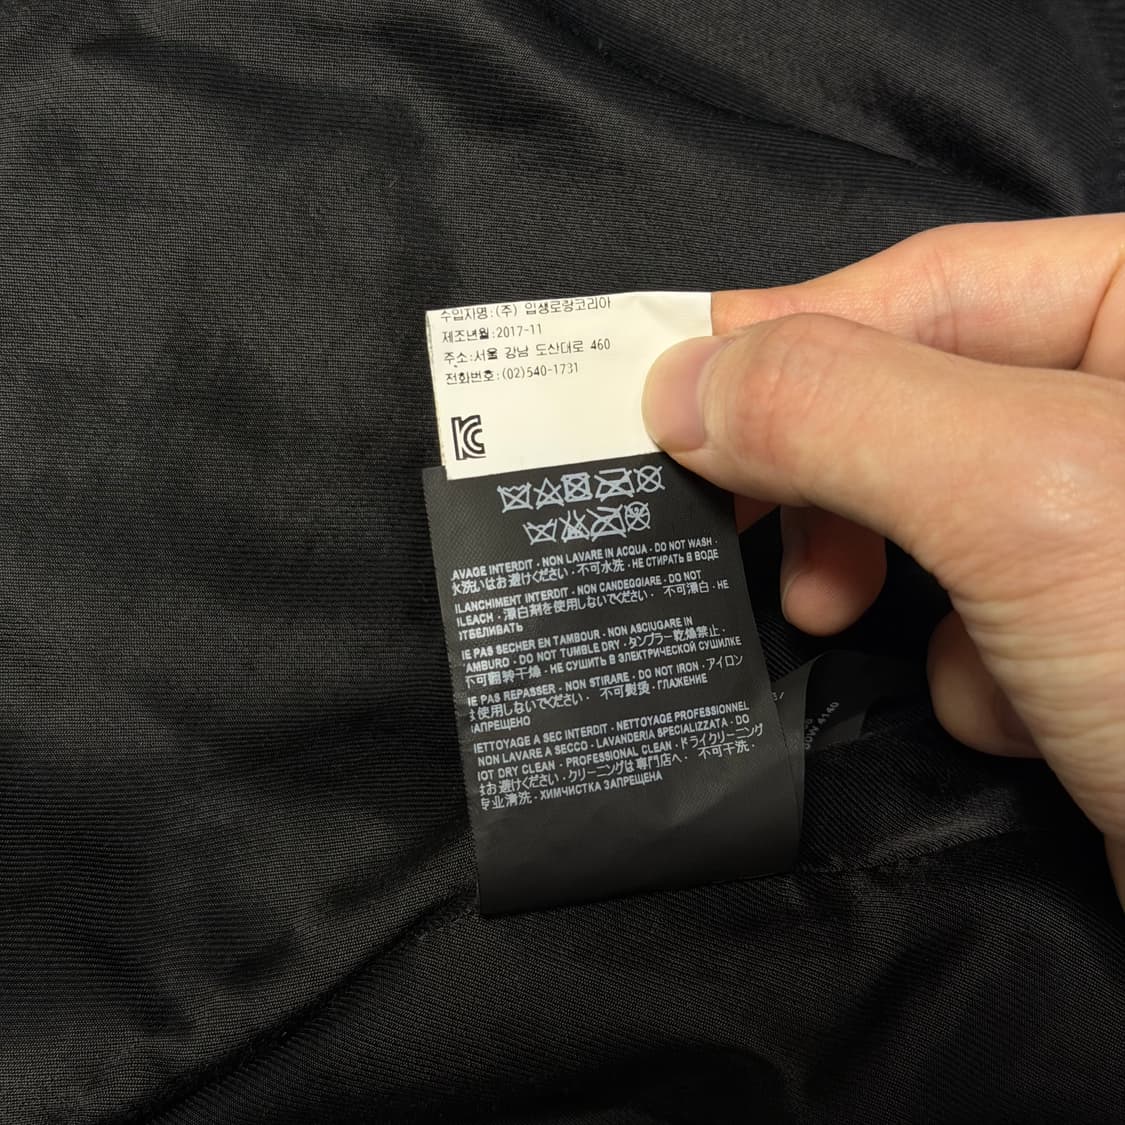 수입자명:(주) 입생로랑코리아
제조년월:2017-11
주소:서울 강남 도산대로 460
전화번호:(02)540-1731
KC
AVAGE INTERDIT · NON LAVARE IN ACQUA · DO NOT WASH ·
水洗いはお避けください · 不可水洗 · НЕ СТИРАТЬ В ВОДЕ
LANCHIMENT INTERDIT · NON CANDEGGIARE · DO NOT
LEACH · 漂白剤を使用しないでください · 不可漂白 · НЕ
ТБЕЛИВАТЬ
E PAS SECHER EN TAMBOUR · NON ASCIUGARE IN
AMBURO · DO NOT TUMBLE DRY · タンブラー乾燥禁止 ·
不可翻转干燥 · НЕ СУШИТЬ В ЭЛЕКТРИЧЕСКОЙ СУШИЛКЕ
E PAS REPASSER · NON STIRARE · DO NOT IRON · アイロン
は使用しないでください · 不可熨烫 · ГЛАЖЕНИЕ
ЗАПРЕЩЕНО
NETTOYAGE A SEC INTERDIT · NETTOYAGE PROFESSIONNEL
NON LAVARE A SECCO · LAVANDERIA SPECIALIZZATA · DO
NOT DRY CLEAN · PROFESSIONAL CLEAN · ドライクリーニング
はお避けください · クリーニングは専門店へ · 不可干洗 ·
专业清洗 · ХИМЧИСТКА ЗАПРЕЩЕНА
4140